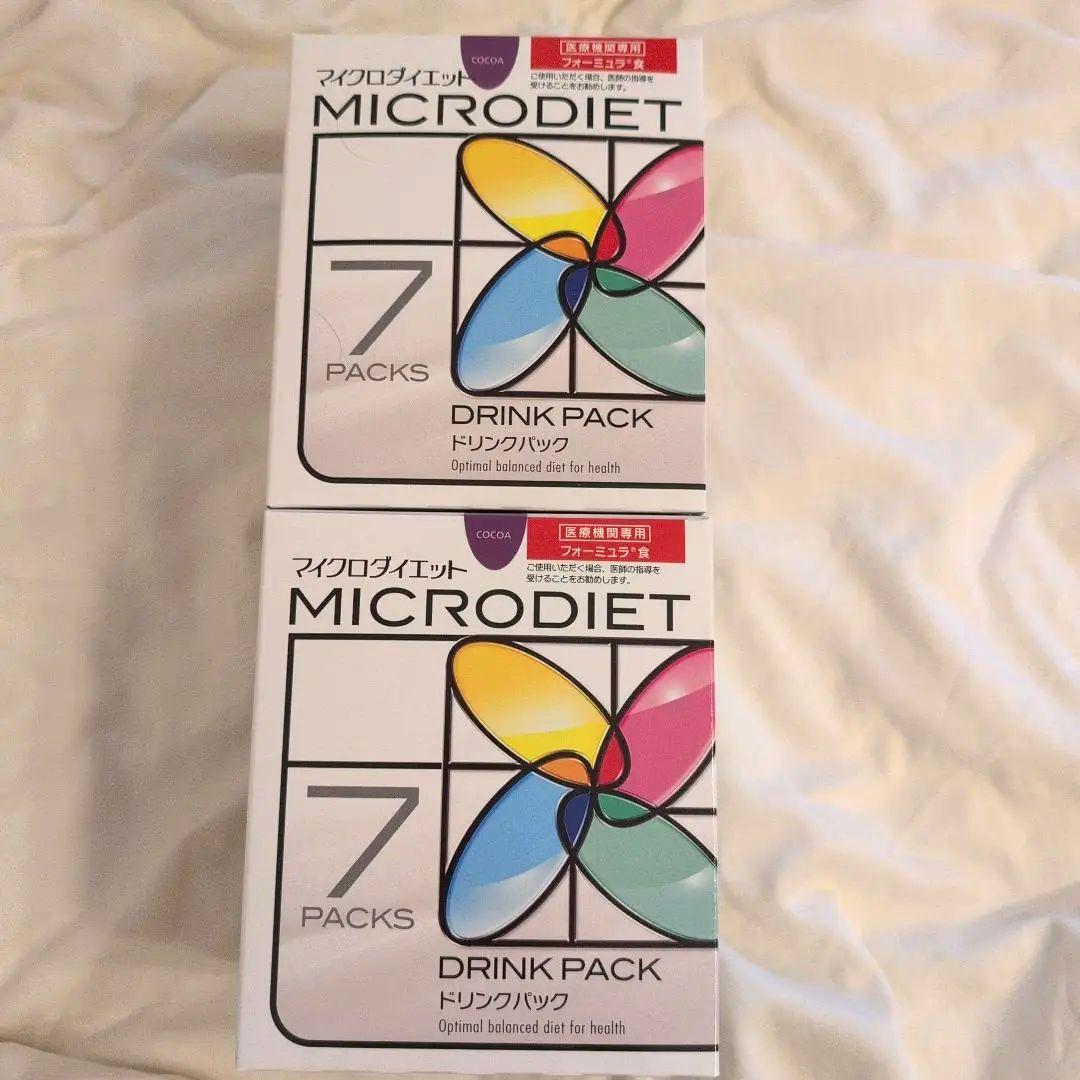 COCOA
医療機関専用
フォーミュラ®食
マイクロダイエット
ご使用いただく場合、医師の指導を
受けることをお勧めします。
MICRODIET
7
PACKS
DRINK PACK
ドリンクパック
Optimal balanced diet for health
COCOA
医療機関専用
フォーミュラ®食
マイクロダイエット
ご使用いただく場合、医師の指導を
受けることをお勧めします。
MICRODIET
7
PACKS
DRINK PACK
ドリンクパック
Optimal balanced diet for health